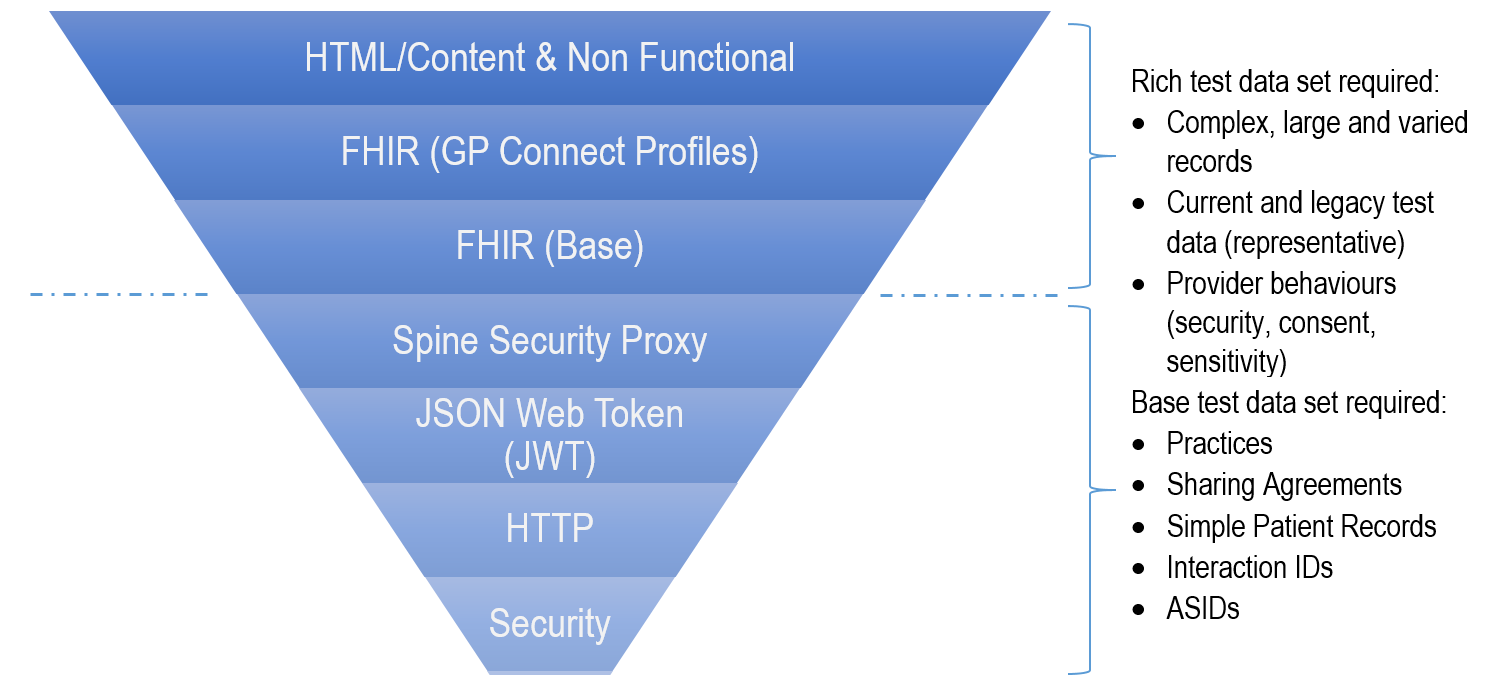 HTML/Content & Non Functional
FHIR (GP Connect Profiles)
FHIR (Base)
Spine Security Proxy
JSON Web Token
(JWT)
HTTP
Security
Rich test data set required:
• Complex, large and varied
records
• Current and legacy test
data (representative)
• Provider behaviours
(security, consent,
sensitivity)
Base test data set required:
• Practices
• Sharing Agreements
• Simple Patient Records
• Interaction IDs
• ASIDs